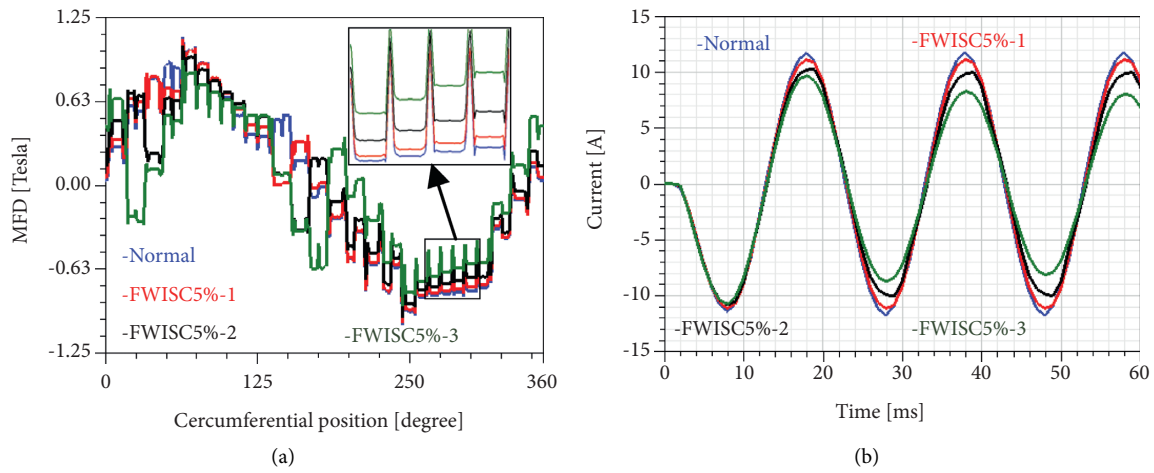 1.25
0.63
0.00
-0.63
-1.25
MFD [Tesla]
-Normal
-FWISC5%-1
-FWISC5%-2
-FWISC5%-3
0
125
250
360
Cercumferential position [degree]
(a)
15
10
5
0
-5
-10
-15
Current [A]
-Normal
-FWISC5%-1
-FWISC5%-2
-FWISC5%-3
0
10
20
30
40
50
60
Time [ms]
(b)